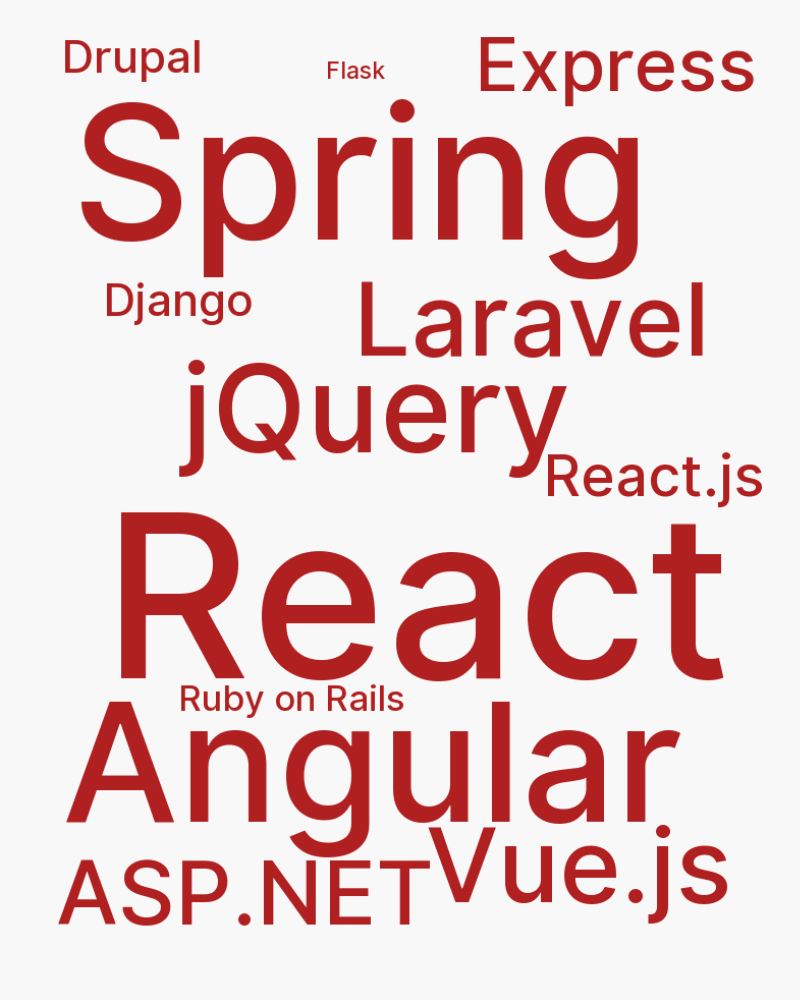 Drupal
Flask
Express
Spring
Django
Laravel
jQuery
React.js
React
Ruby on Rails
Angular
Vue.js
ASP.NET